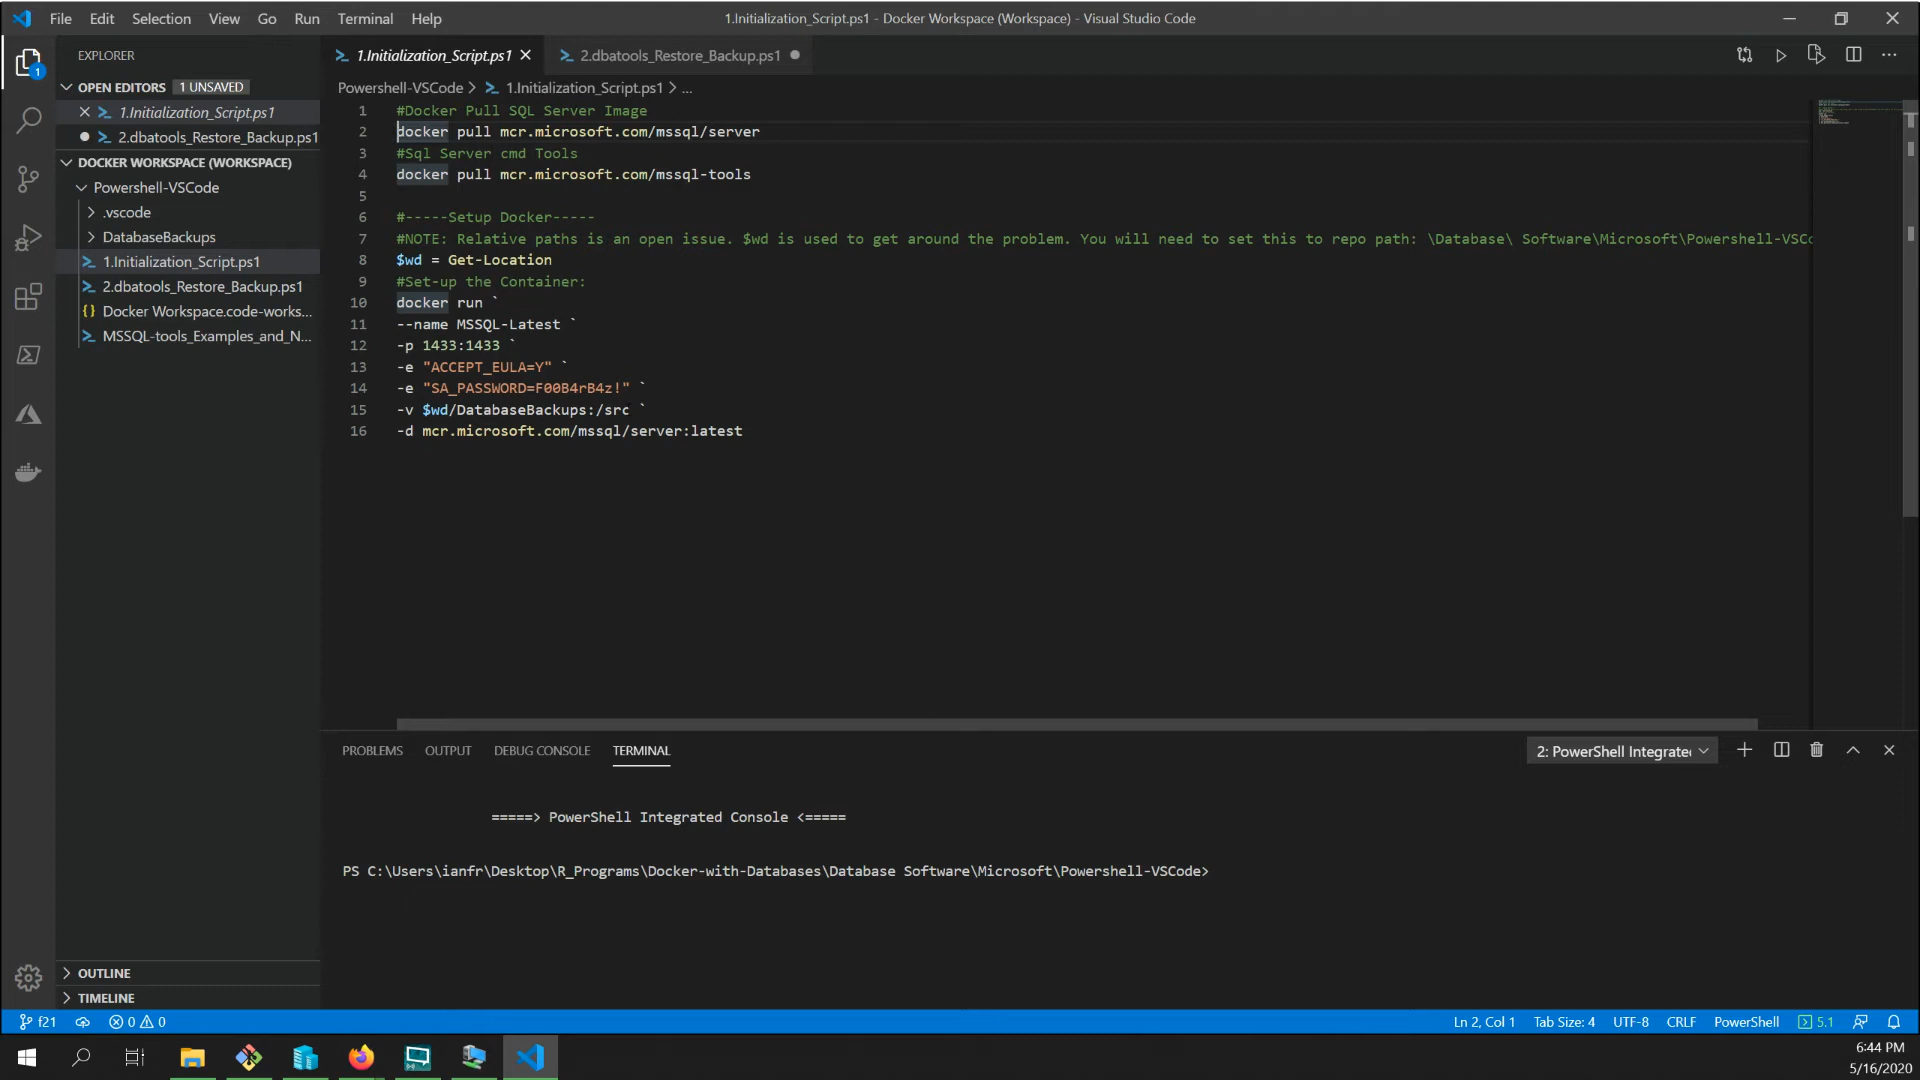 File Edit Selection View Go Run Terminal Help
1.Initialization_Script.ps1 - Docker Workspace (Workspace) - Visual Studio Code
EXPLORER
OPEN EDITORS 1 UNSAVED
1.Initialization_Script.ps1
2.dbatools_Restore_Backup.ps1
DOCKER WORKSPACE (WORKSPACE)
Powershell-VSCode
.vscode
DatabaseBackups
1.Initialization_Script.ps1
2.dbatools_Restore_Backup.ps1
{} Docker Workspace.code-works...
MSSQL-tools_Examples_and_N...
OUTLINE
TIMELINE
1
1.Initialization_Script.ps1
2.dbatools_Restore_Backup.ps1
Powershell-VSCode > 1.Initialization_Script.ps1 > ...
1 #Docker Pull SQL Server Image
2 docker pull mcr.microsoft.com/mssql/server
3 #Sql Server cmd Tools
4 docker pull mcr.microsoft.com/mssql-tools
5
6 #-----Setup Docker-----
7 #NOTE: Relative paths is an open issue. $wd is used to get around the problem. You will need to set this to repo path: \Database\ Software\Microsoft\Powershell-VSCo
8 $wd = Get-Location
9 #Set-up the Container:
10 docker run `
11 --name MSSQL-Latest `
12 -p 1433:1433 `
13 -e "ACCEPT_EULA=Y" `
14 -e "SA_PASSWORD=F00B4rB4z!" `
15 -v $wd/DatabaseBackups:/src `
16 -d mcr.microsoft.com/mssql/server:latest
PROBLEMS OUTPUT DEBUG CONSOLE TERMINAL
2: PowerShell Integrated
=====> PowerShell Integrated Console <=====
PS C:\Users\ianfr\Desktop\R_Programs\Docker-with-Databases\Database Software\Microsoft\Powershell-VSCode>
f21 0 0
Ln 2, Col 1 Tab Size: 4 UTF-8 CRLF PowerShell 5.1
6:44 PM
5/16/2020